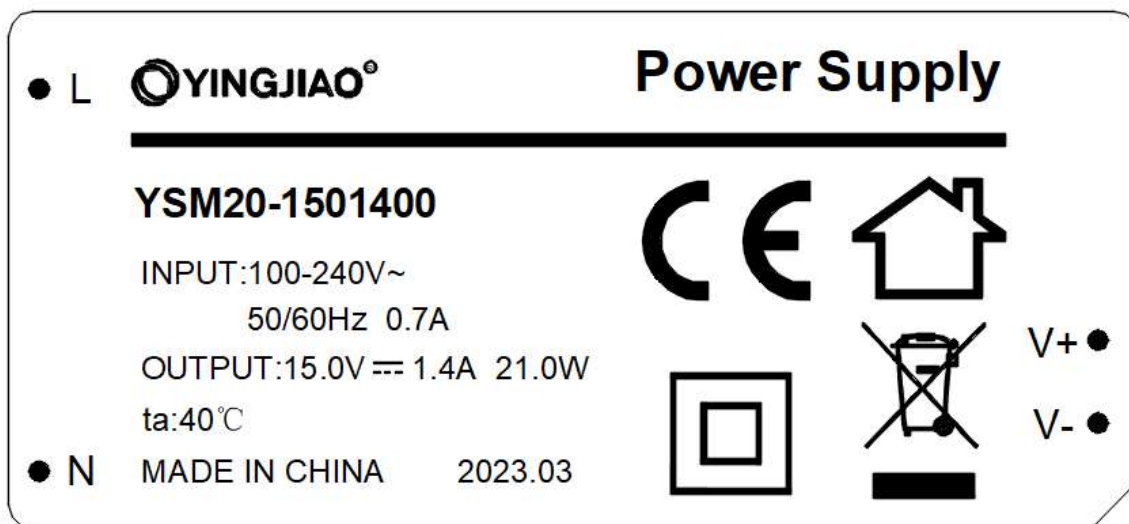 L
YINGJIAO®
Power Supply
YSM20-1501400
INPUT:100-240V~
50/60Hz 0.7A
OUTPUT:15.0V⎓1.4A 21.0W
ta:40℃
MADE IN CHINA 2023.03
CE
V+
V-
N